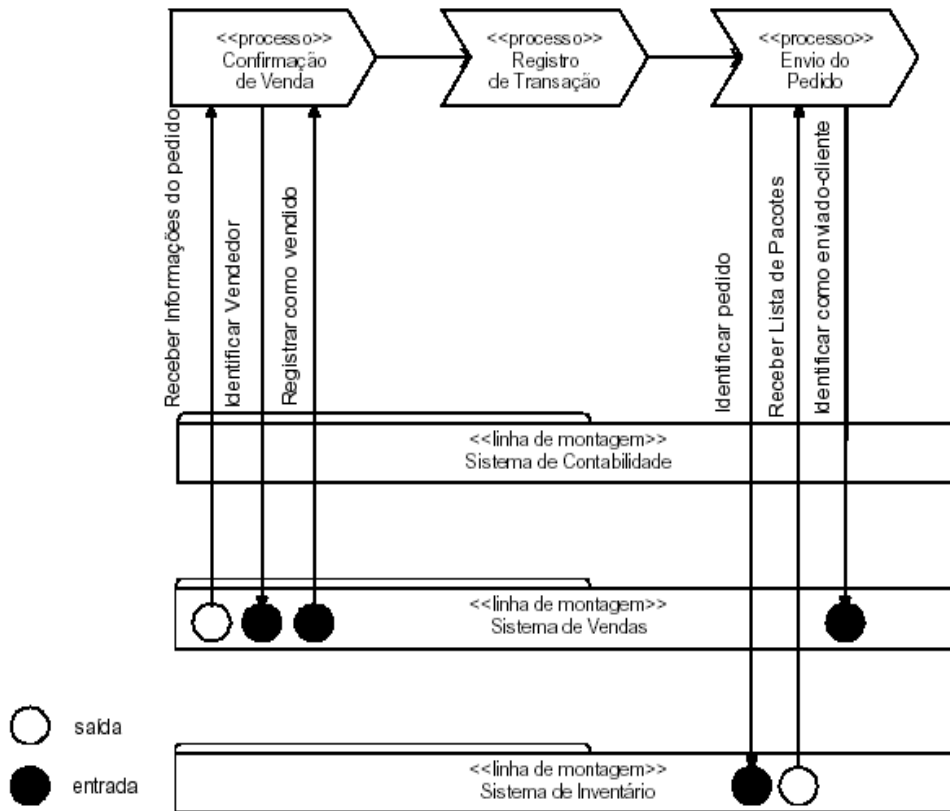 <<processo>>
Confirmação
de Venda
<<processo>>
Registro
de Transação
<<processo>>
Envio do
Pedido
Receber Informações do pedido
Identificar Vendedor
Registrar como vendido
Identificar pedido
Receber Lista de Pacotes
Identificar como enviado-cliente
<<linha de montagem>>
Sistema de Contabilidade
<<linha de montagem>>
Sistema de Vendas
saída
entrada
<<linha de montagem>>
Sistema de Inventário